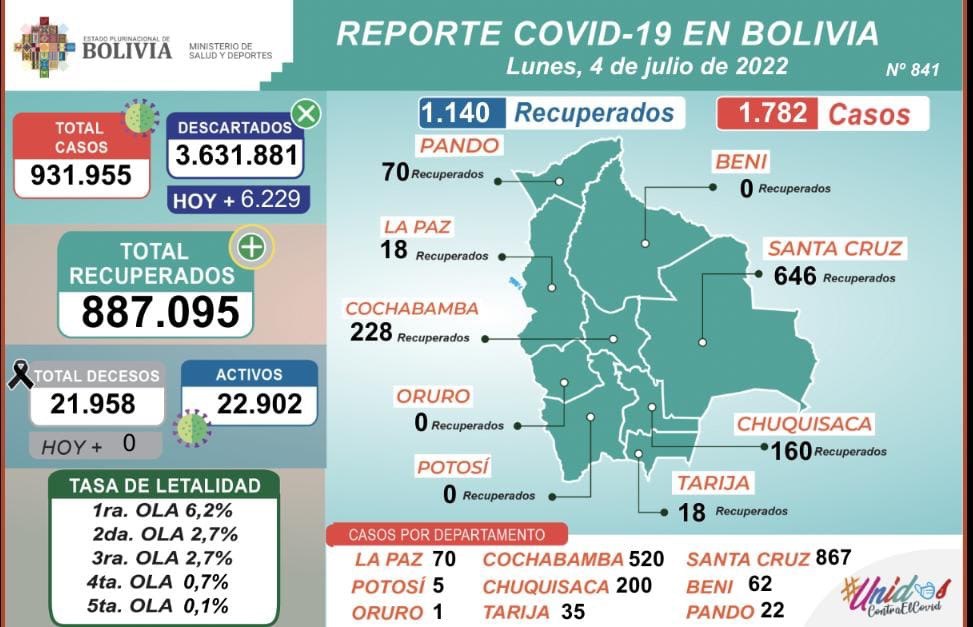 ESTADO PLURINACIONAL DE
BOLIVIA
MINISTERIO DE
SALUD Y DEPORTES
REPORTE COVID-19 EN BOLIVIA
Lunes, 4 de julio de 2022
Nº 841
TOTAL
CASOS
931.955
DESCARTADOS
3.631.881
HOY + 6.229
TOTAL
RECUPERADOS
887.095
TOTAL DECESOS
21.958
HOY + 0
ACTIVOS
22.902
TASA DE LETALIDAD
1ra. OLA 6,2%
2da. OLA 2,7%
3ra. OLA 2,7%
4ta. OLA 0,7%
5ta. OLA 0,1%
1.140 Recuperados
1.782 Casos
PANDO
70 Recuperados
BENI
0 Recuperados
LA PAZ
18 Recuperados
SANTA CRUZ
646 Recuperados
COCHABAMBA
228 Recuperados
ORURO
0 Recuperados
CHUQUISACA
160 Recuperados
POTOSÍ
0 Recuperados
TARIJA
18 Recuperados
CASOS POR DEPARTAMENTO
LA PAZ 70 COCHABAMBA 520 SANTA CRUZ 867
POTOSÍ 5 CHUQUISACA 200 BENI 62
ORURO 1 TARIJA 35 PANDO 22
#Unidos
ContraElCovid